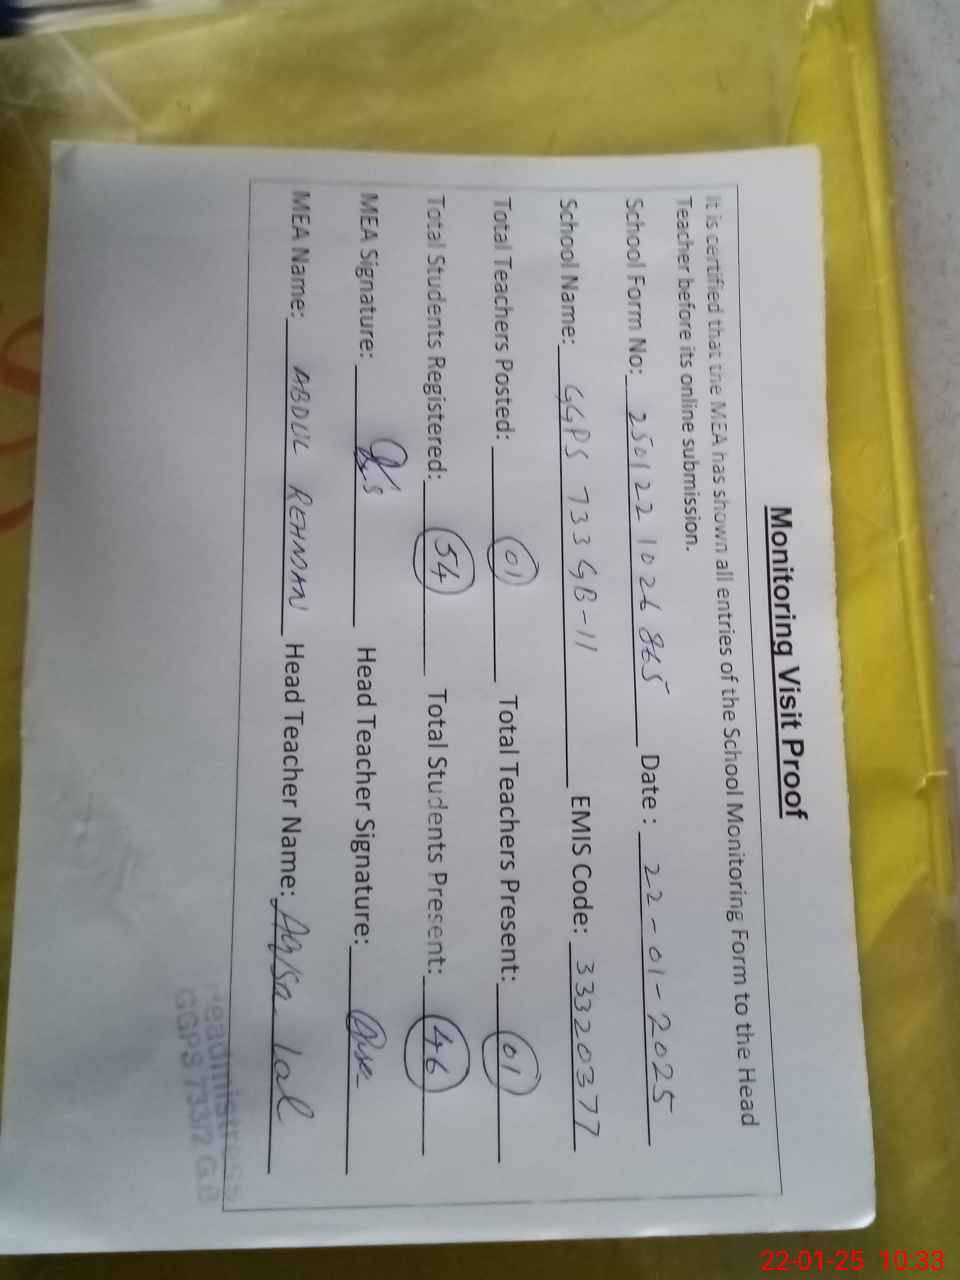 Monitoring Visit Proof
It is certified that the MEA has shown all entries of the School Monitoring Form to the Head
Teacher before its online submission.
School Form No: 250122 1026865 Date : 22-01-2025
School Name: GGPS 733 GB-11 EMIS Code: 33320377
Total Teachers Posted: 01 Total Teachers Present: 01
Total Students Registered: 54 Total Students Present: 46
MEA Signature: Head Teacher Signature:
MEA Name: ABDUL REHMAN Head Teacher Name: Aqisa lal
Headmistress
GGPS 733/2 G.B
22-01-25 10:33